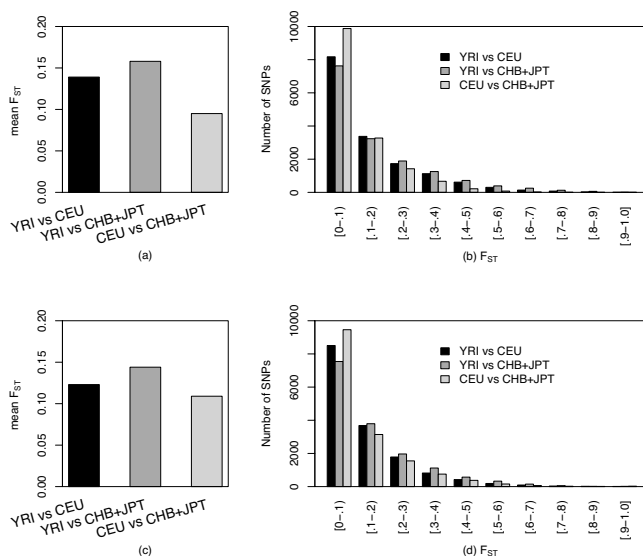 mean F_ST
0.00
0.05
0.10
0.15
0.20
YRI vs CEU
YRI vs CHB+JPT
CEU vs CHB+JPT
(a)
Number of SNPs
0
2000
6000
10000
YRI vs CEU
YRI vs CHB+JPT
CEU vs CHB+JPT
[0–.1)
[.1–.2)
[.2–.3)
[.3–.4)
[.4–.5)
[.5–.6)
[.6–.7)
[.7–.8)
[.8–.9)
[.9–1.0]
(b) F_ST
mean F_ST
0.00
0.05
0.10
0.15
0.20
YRI vs CEU
YRI vs CHB+JPT
CEU vs CHB+JPT
(c)
Number of SNPs
0
2000
6000
10000
YRI vs CEU
YRI vs CHB+JPT
CEU vs CHB+JPT
[0–.1)
[.1–.2)
[.2–.3)
[.3–.4)
[.4–.5)
[.5–.6)
[.6–.7)
[.7–.8)
[.8–.9)
[.9–1.0]
(d) F_ST